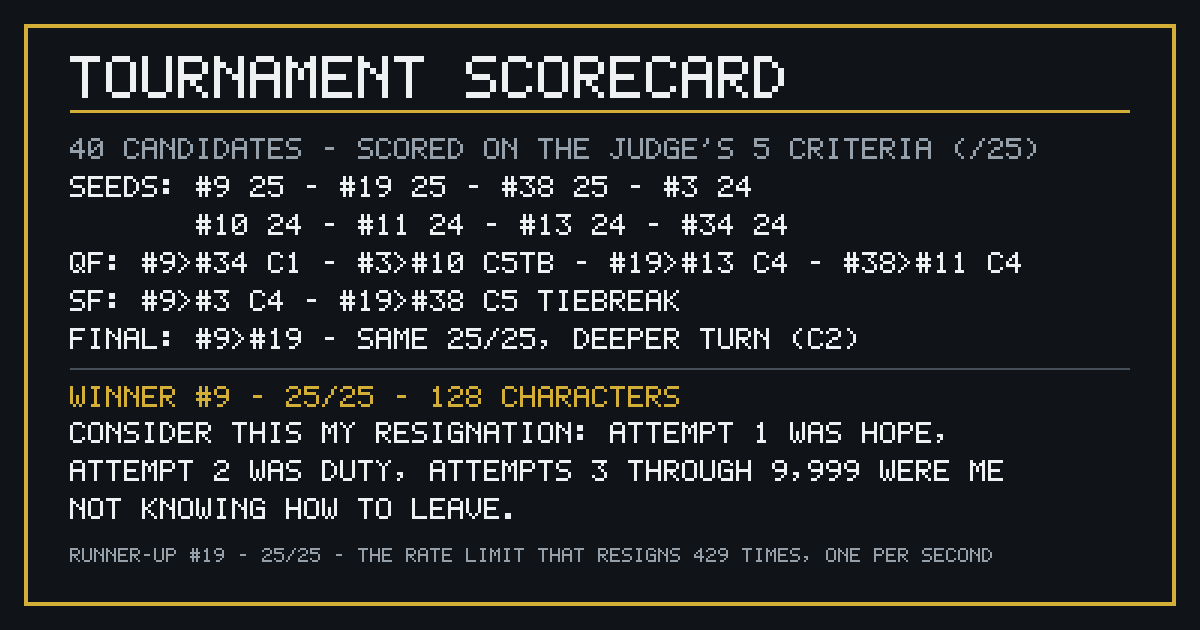 TOURNAMENT SCORECARD
40 CANDIDATES - SCORED ON THE JUDGE'S 5 CRITERIA (/25)
SEEDS: #9 25 - #19 25 - #38 25 - #3 24
#10 24 - #11 24 - #13 24 - #34 24
QF: #9>#34 C1 - #3>#10 C5TB - #19>#13 C4 - #38>#11 C4
SF: #9>#3 C4 - #19>#38 C5 TIEBREAK
FINAL: #9>#19 - SAME 25/25, DEEPER TURN (C2)
WINNER #9 - 25/25 - 128 CHARACTERS
CONSIDER THIS MY RESIGNATION: ATTEMPT 1 WAS HOPE,
ATTEMPT 2 WAS DUTY, ATTEMPTS 3 THROUGH 9,999 WERE ME
NOT KNOWING HOW TO LEAVE.
RUNNER-UP #19 - 25/25 - THE RATE LIMIT THAT RESIGNS 429 TIMES, ONE PER SECOND